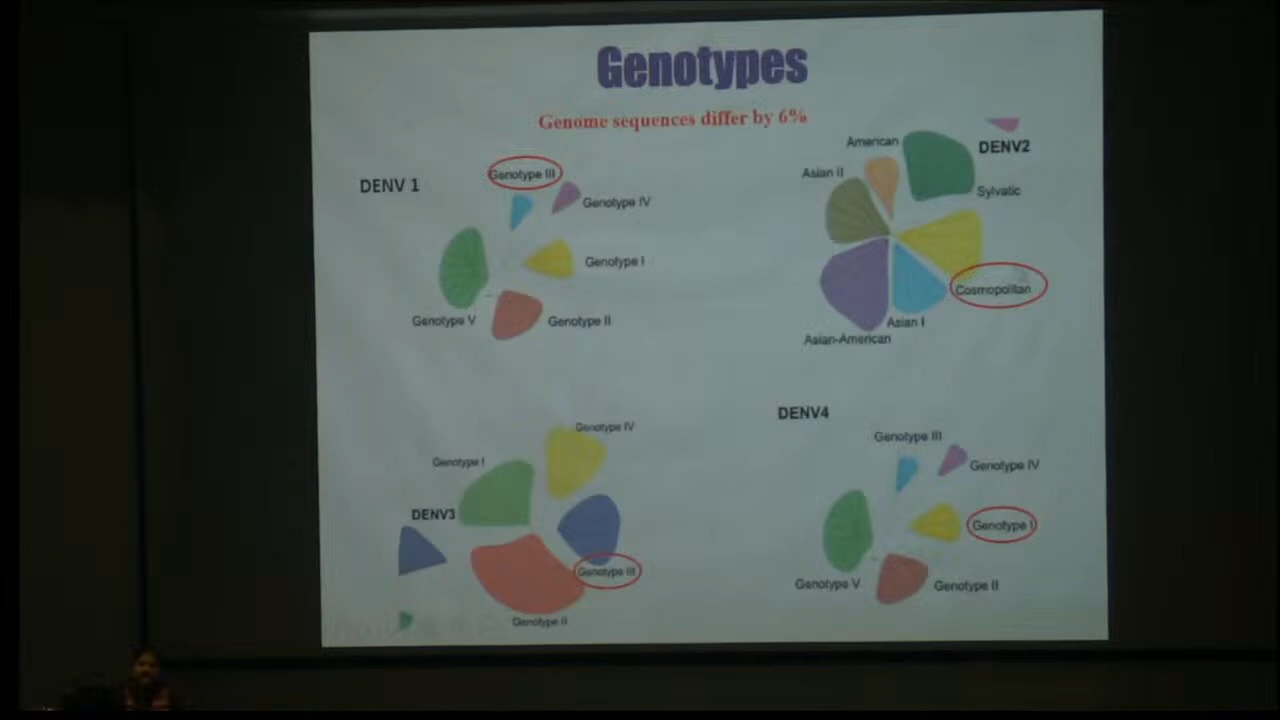 Genotypes
Genome sequences differ by 6%
DENV 1
Genotype III
Genotype IV
Genotype I
Genotype II
Genotype V
DENV2
American
Asian II
Sylvatic
Cosmopolitan
Asian I
Asian-American
DENV3
Genotype IV
Genotype I
Genotype III
Genotype II
DENV4
Genotype III
Genotype IV
Genotype I
Genotype II
Genotype V